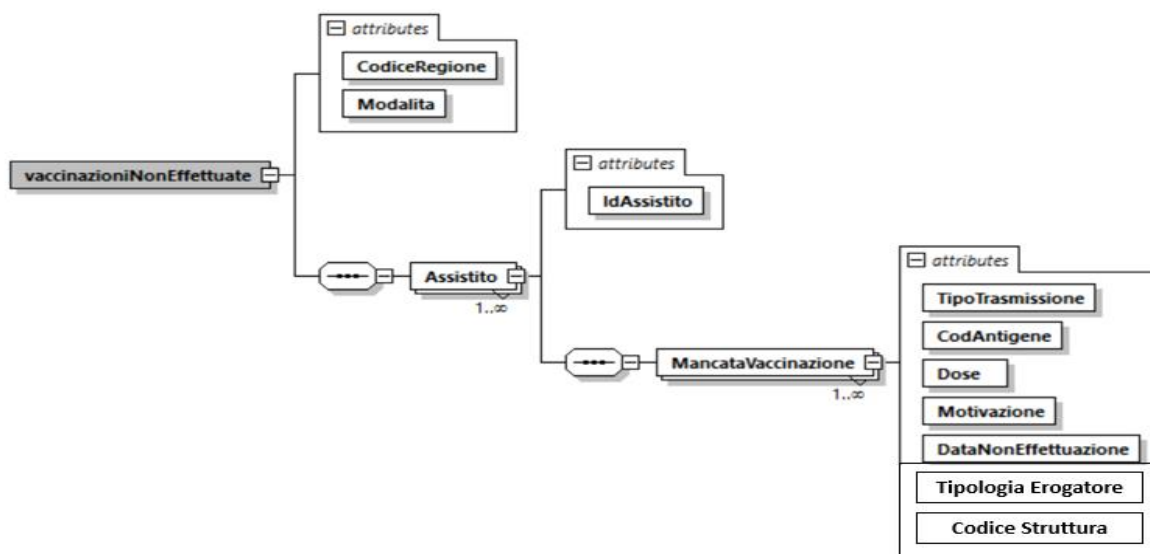 attributes
CodiceRegione
Modalita
vaccinazioniNonEffettuate
attributes
IdAssistito
Assistito
1..∞
attributes
TipoTrasmissione
CodAntigene
Dose
Motivazione
DataNonEffettuazione
Tipologia Erogatore
Codice Struttura
MancataVaccinazione
1..∞